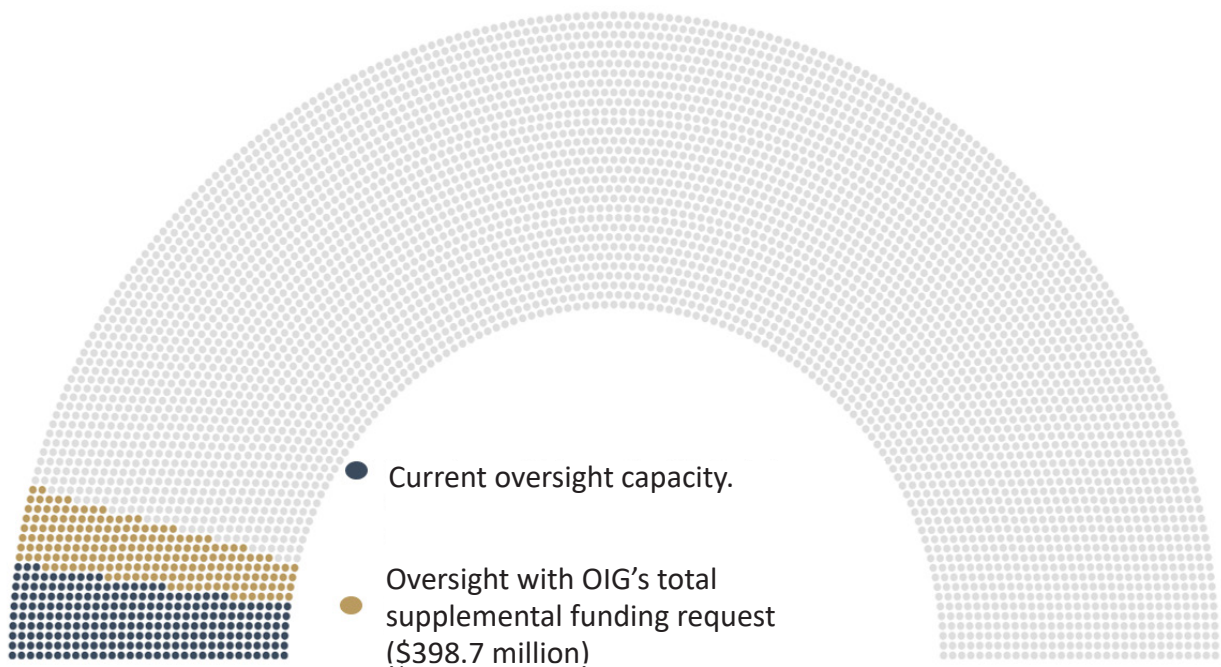 Current oversight capacity.
Oversight with OIG’s total
supplemental funding request
($398.7 million)